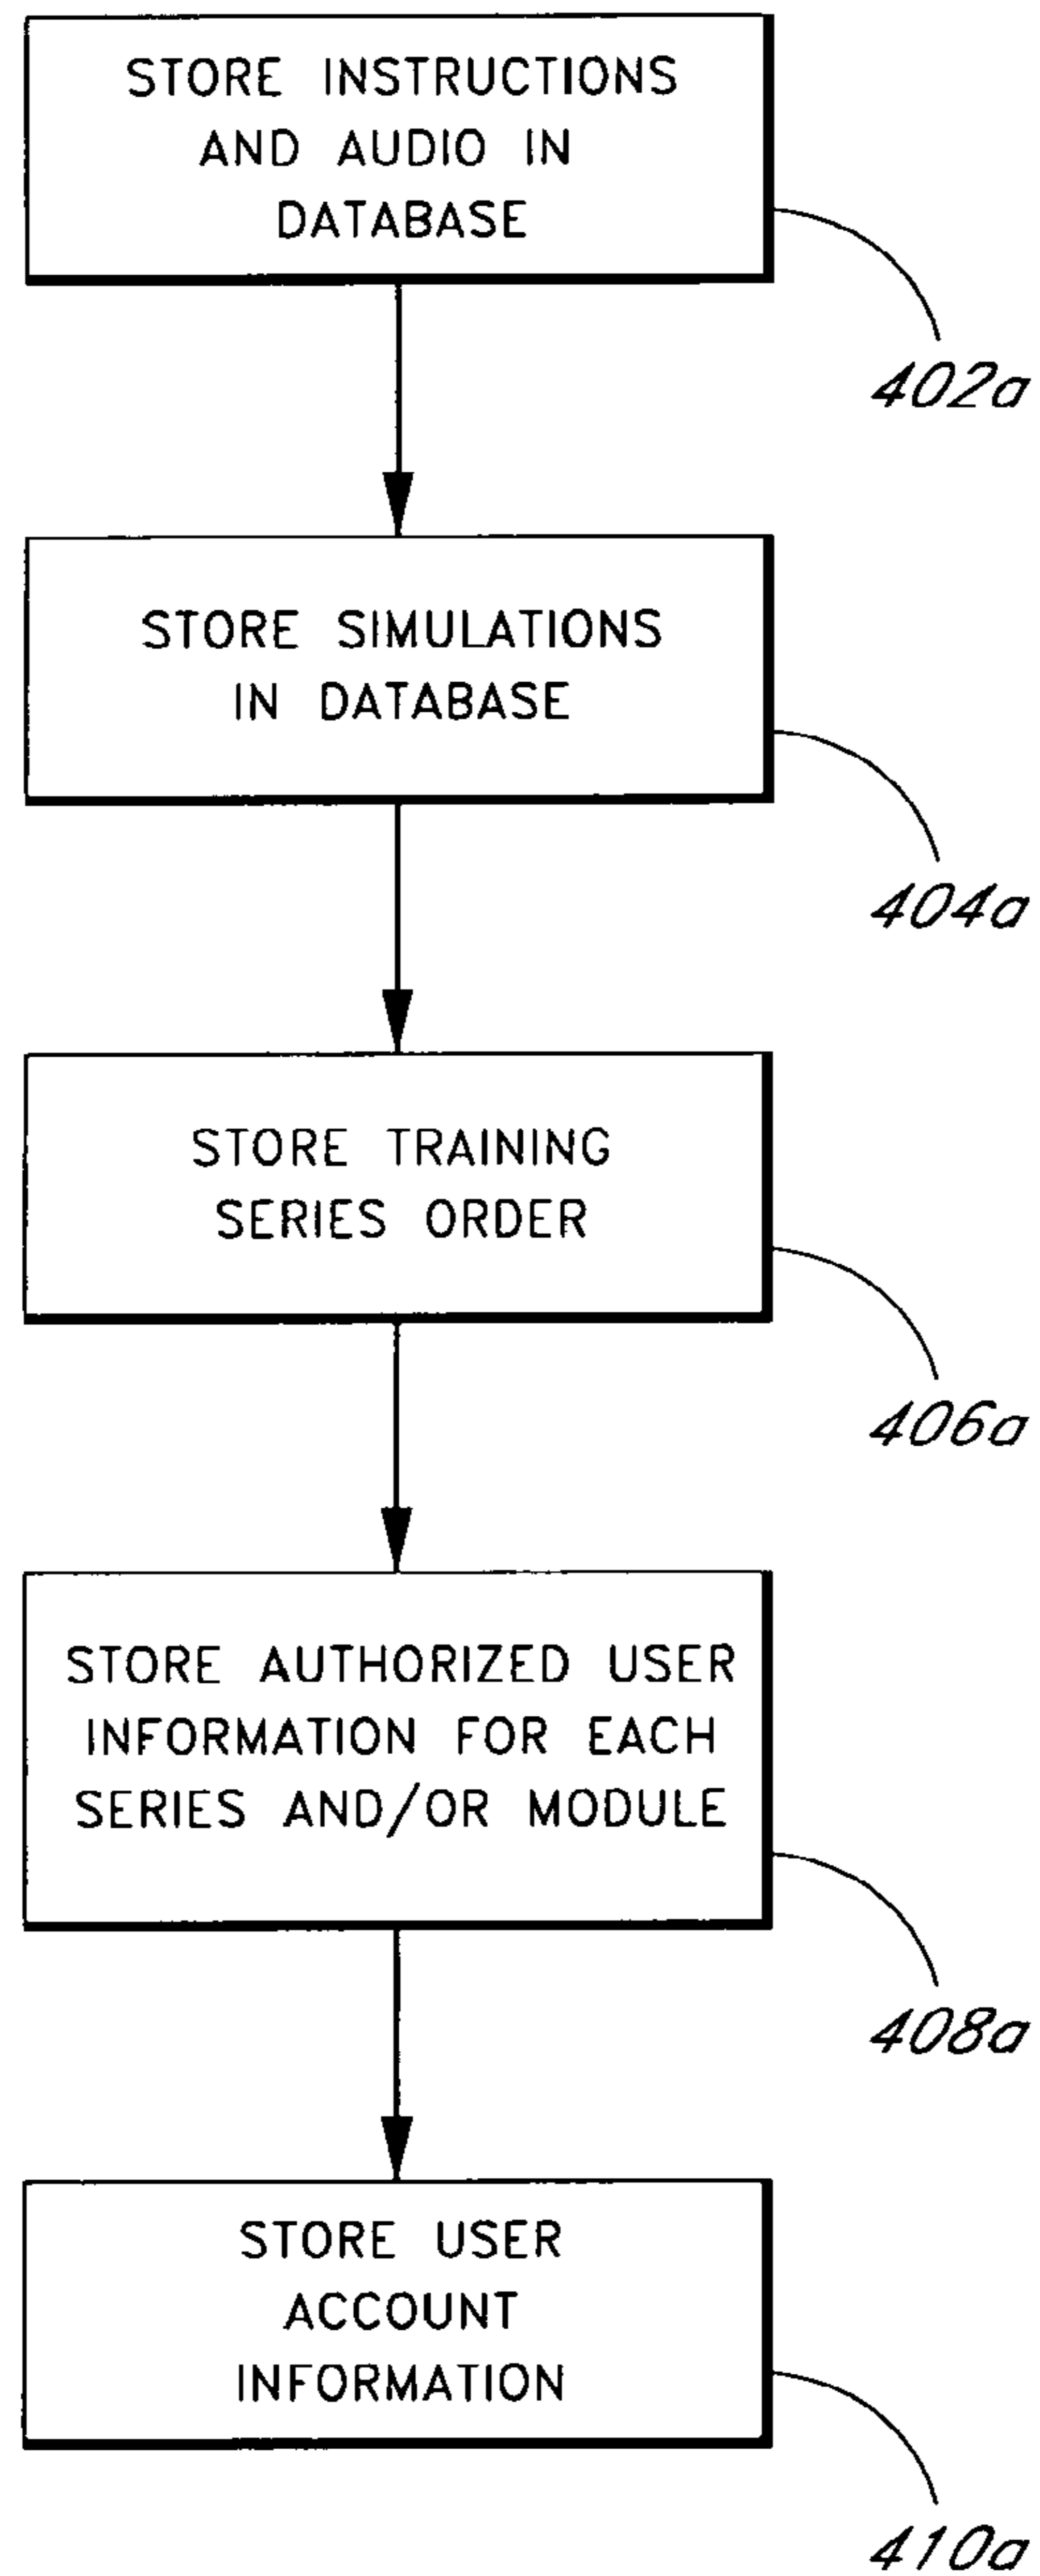 STORE INSTRUCTIONS
AND AUDIO IN
DATABASE
402a
STORE SIMULATIONS
IN DATABASE
404a
STORE TRAINING
SERIES ORDER
406a
STORE AUTHORIZED USER
INFORMATION FOR EACH
SERIES AND/OR MODULE
408a
STORE USER
ACCOUNT
INFORMATION
410a